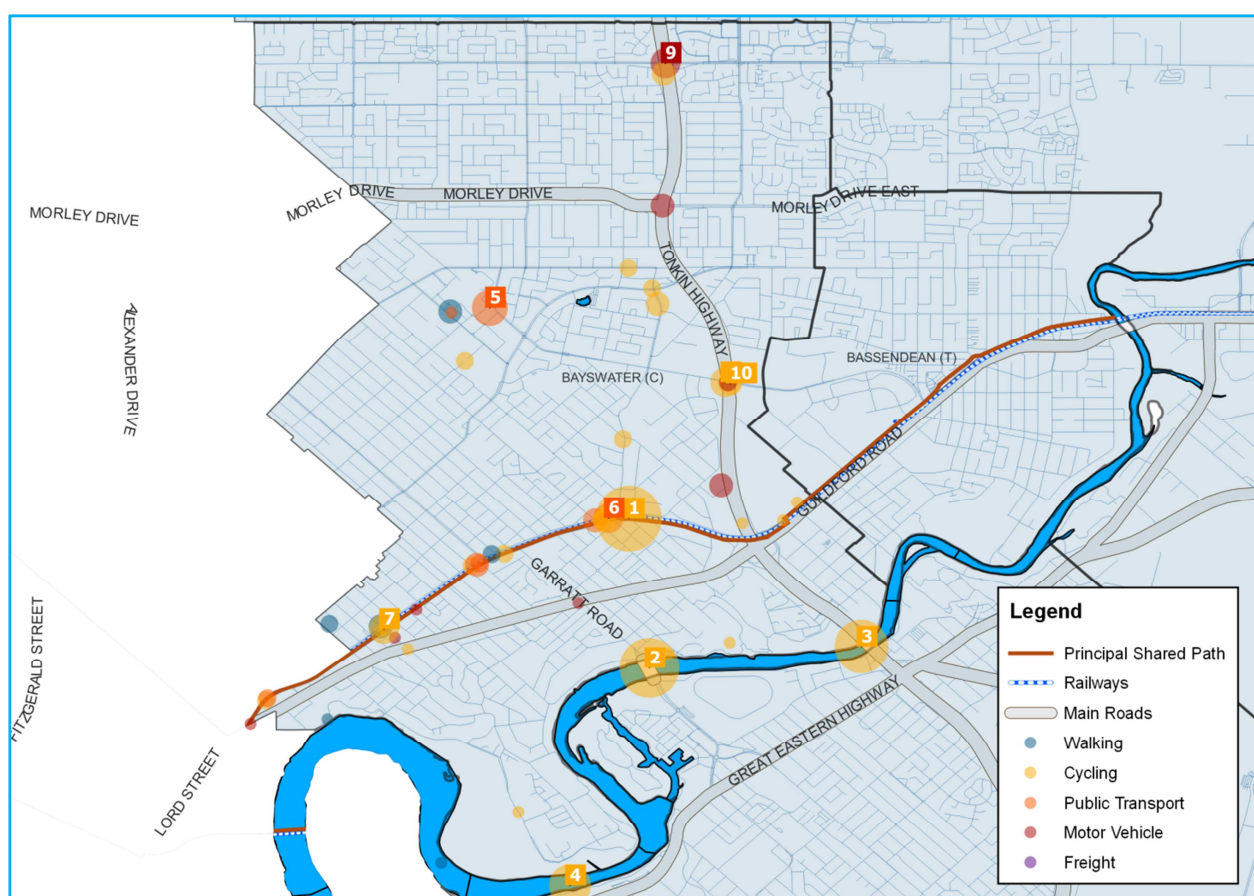 9
MORLEY DRIVE
MORLEY DRIVE
MORLEY DRIVE
MORLEY DRIVE EAST
TONKIN HIGHWAY
5
ALEXANDER DRIVE
BASSENDEAN (T)
BAYSWATER (C)
10
GUILDFORD ROAD
6
1
GARRATT ROAD
7
3
2
FITZGERALD STREET
GREAT EASTERN HIGHWAY
LORD STREET
4
Legend
Principal Shared Path
Railways
Main Roads
Walking
Cycling
Public Transport
Motor Vehicle
Freight